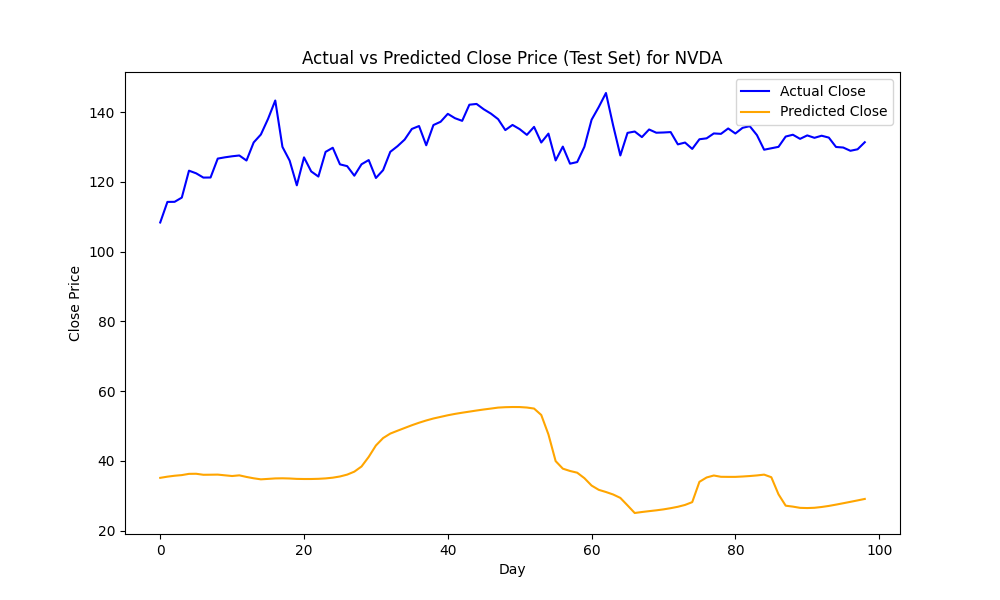 Actual vs Predicted Close Price (Test Set) for NVDA
Actual Close
Predicted Close
Close Price
140
120
100
80
60
40
20
0 20 40 60 80 100
Day